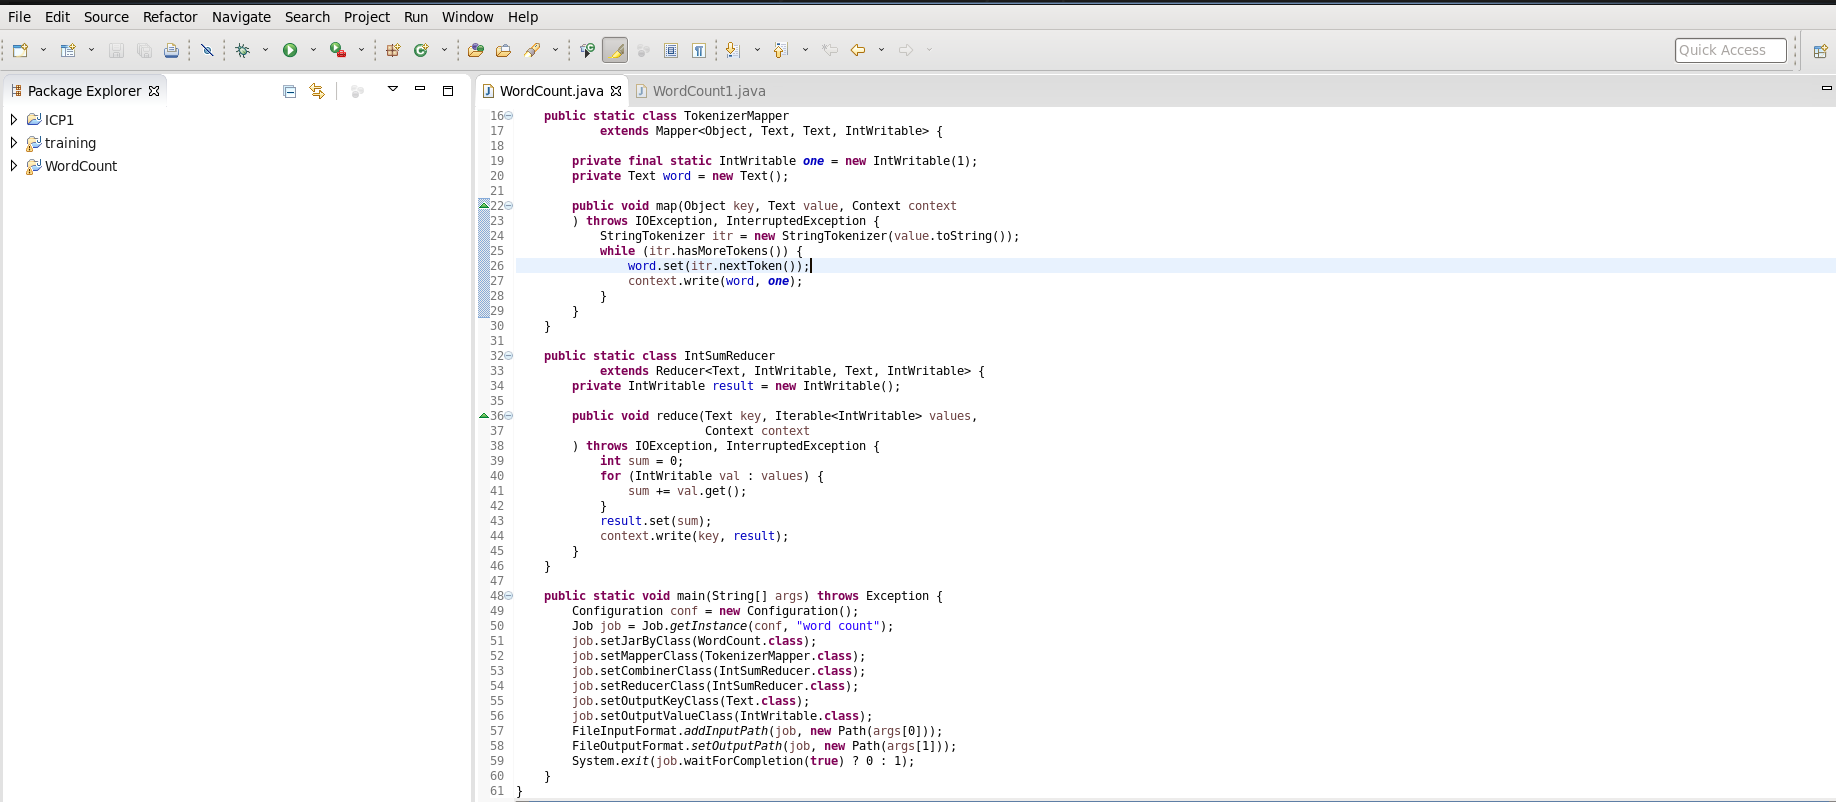 File Edit Source Refactor Navigate Search Project Run Window Help
Quick Access
Package Explorer
WordCount.java
WordCount1.java
ICP1
training
WordCount
16 public static class TokenizerMapper
17 extends Mapper<Object, Text, Text, IntWritable> {
18
19 private final static IntWritable one = new IntWritable(1);
20 private Text word = new Text();
21
22 public void map(Object key, Text value, Context context
23 ) throws IOException, InterruptedException {
24 StringTokenizer itr = new StringTokenizer(value.toString());
25 while (itr.hasMoreTokens()) {
26 word.set(itr.nextToken());
27 context.write(word, one);
28 }
29 }
30 }
31
32 public static class IntSumReducer
33 extends Reducer<Text, IntWritable, Text, IntWritable> {
34 private IntWritable result = new IntWritable();
35
36 public void reduce(Text key, Iterable<IntWritable> values,
37 Context context
38 ) throws IOException, InterruptedException {
39 int sum = 0;
40 for (IntWritable val : values) {
41 sum += val.get();
42 }
43 result.set(sum);
44 context.write(key, result);
45 }
46 }
47
48 public static void main(String[] args) throws Exception {
49 Configuration conf = new Configuration();
50 Job job = Job.getInstance(conf, "word count");
51 job.setJarByClass(WordCount.class);
52 job.setMapperClass(TokenizerMapper.class);
53 job.setCombinerClass(IntSumReducer.class);
54 job.setReducerClass(IntSumReducer.class);
55 job.setOutputKeyClass(Text.class);
56 job.setOutputValueClass(IntWritable.class);
57 FileInputFormat.addInputPath(job, new Path(args[0]));
58 FileOutputFormat.setOutputPath(job, new Path(args[1]));
59 System.exit(job.waitForCompletion(true) ? 0 : 1);
60 }
61 }